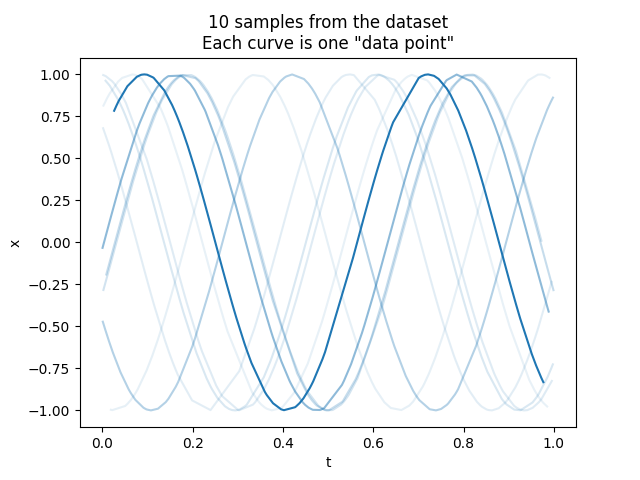 10 samples from the dataset
Each curve is one "data point"
1.00
0.75
0.50
0.25
0.00
−0.25
−0.50
−0.75
−1.00
x
0.0 0.2 0.4 0.6 0.8 1.0
t